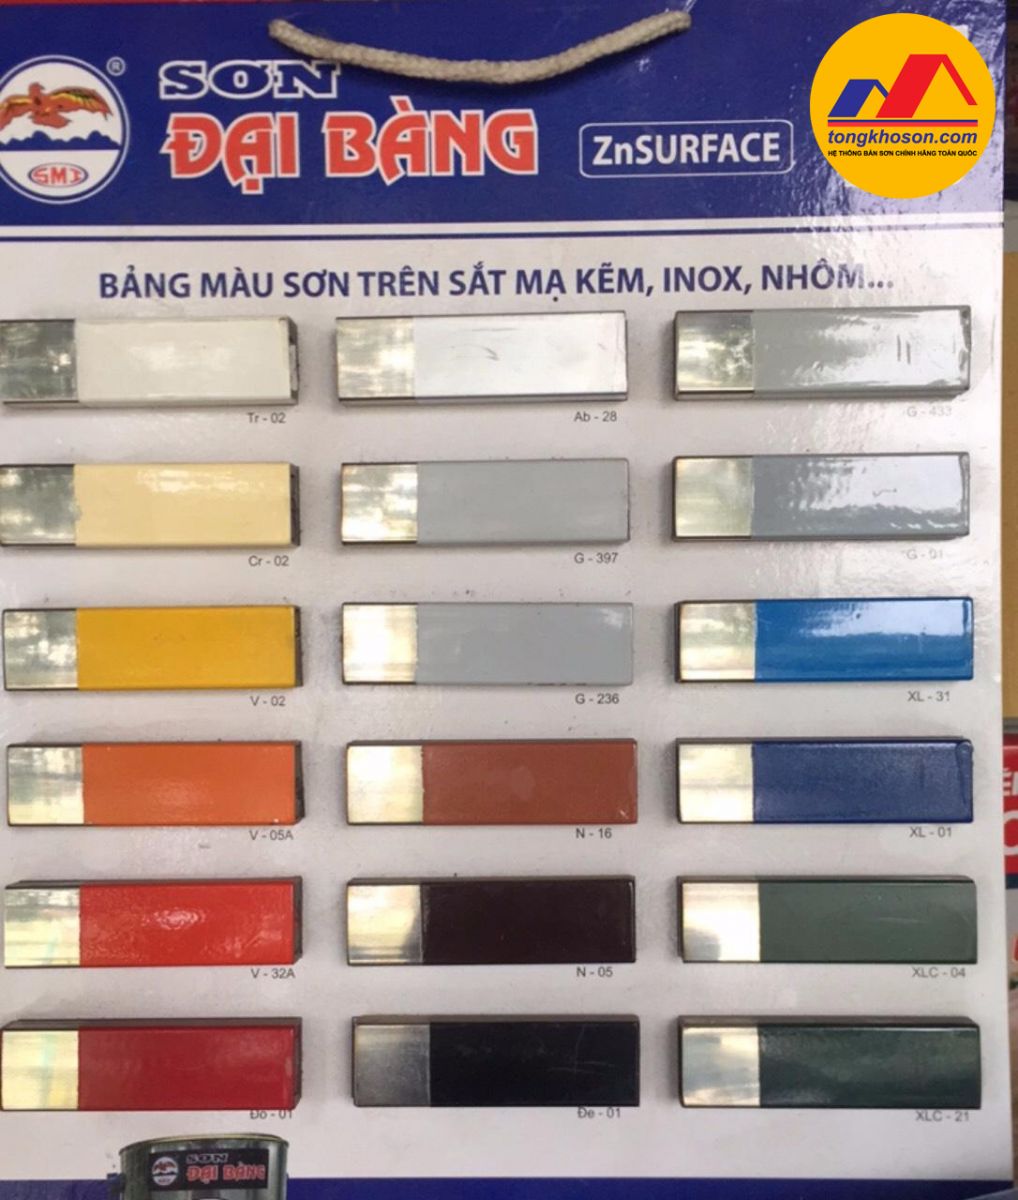 ®
SƠN
ĐẠI BÀNG
SMI
ZnSURFACE
tongkhoson.com
HỆ THỐNG BÁN SƠN CHÍNH HÃNG TOÀN QUỐC
BẢNG MÀU SƠN TRÊN SẮT MẠ KẼM, INOX, NHÔM...
Tr - 02
Ab - 28
G - 433
Cr - 02
G - 397
G - 01
V - 02
G - 236
XL - 31
V - 05A
N - 16
XL - 01
V - 32A
N - 05
XLC - 04
Đo - 01
Đe - 01
XLC - 21
SƠN
ĐẠI BÀNG